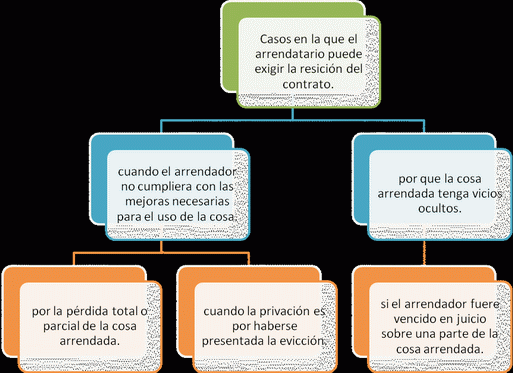 Casos en la que el
arrendatario puede
exigir la resición del
contrato.
cuando el arrendador
no cumpliera con las
mejoras necesarias
para el uso de la cosa.
por que la cosa
arrendada tenga vicios
ocultos.
por la pérdida total o
parcial de la cosa
arrendada.
cuando la privación es
por haberse
presentada la evicción.
si el arrendador fuere
vencido en juicio
sobre una parte de la
cosa arrendada.